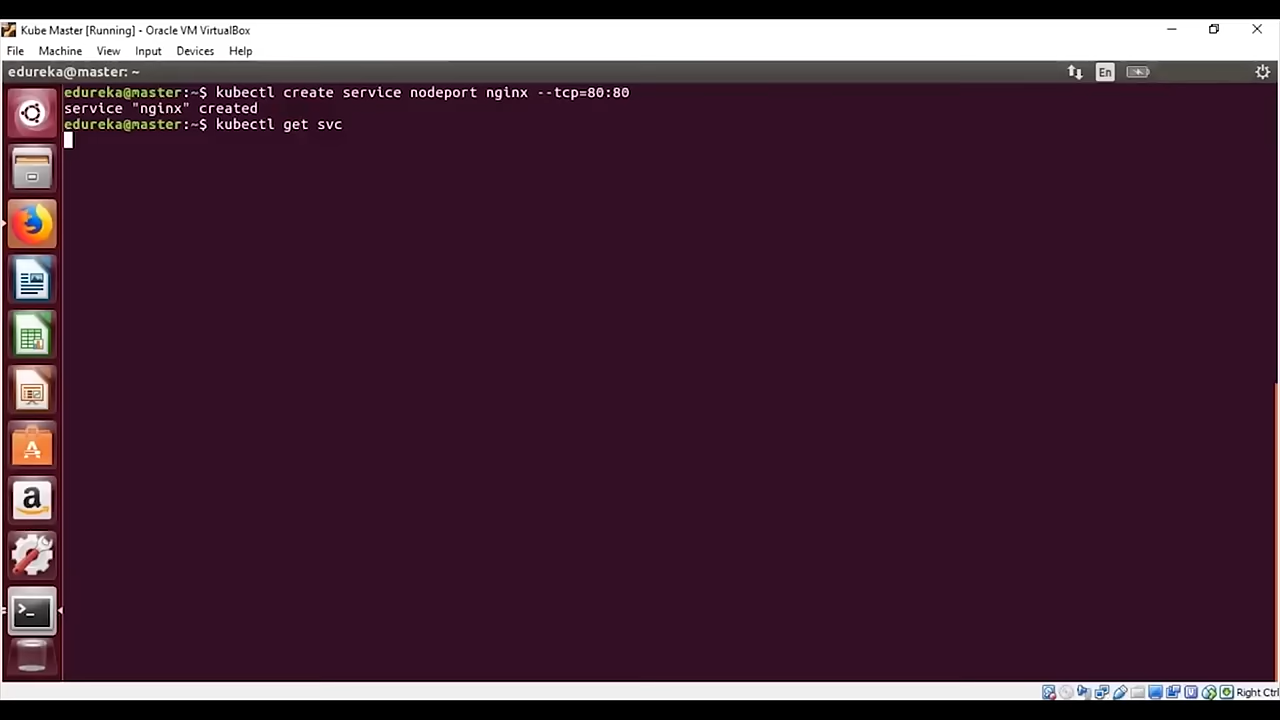 Kube Master [Running] - Oracle VM VirtualBox
File Machine View Input Devices Help
edureka@master: ~
En
edureka@master:~$ kubectl create service nodeport nginx --tcp=80:80
service "nginx" created
edureka@master:~$ kubectl get svc
Right Ctrl